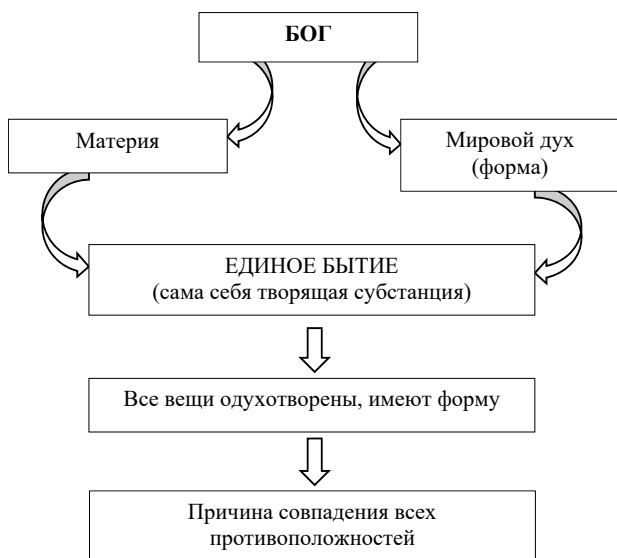 БОГ
Материя
Мировой дух
(форма)
ЕДИНОЕ БЫТИЕ
(сама себя творящая субстанция)
Все вещи одухотворены, имеют форму
Причина совпадения всех
противоположностей